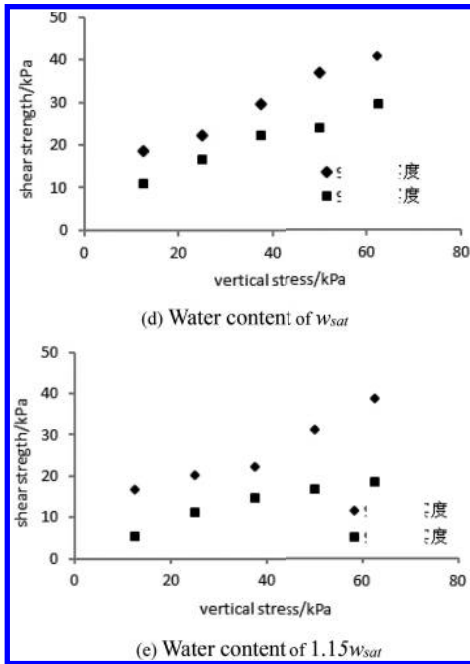 50
40
30
20
10
0
shear strength/kPa
度
度
0 20 40 60 80
vertical stress/kPa
(d) Water content of wsat
50
40
30
20
10
0
shear stregth/kPa
度
度
0 20 40 60 80
vertical stress/kPa
(e) Water content of 1.15wsat